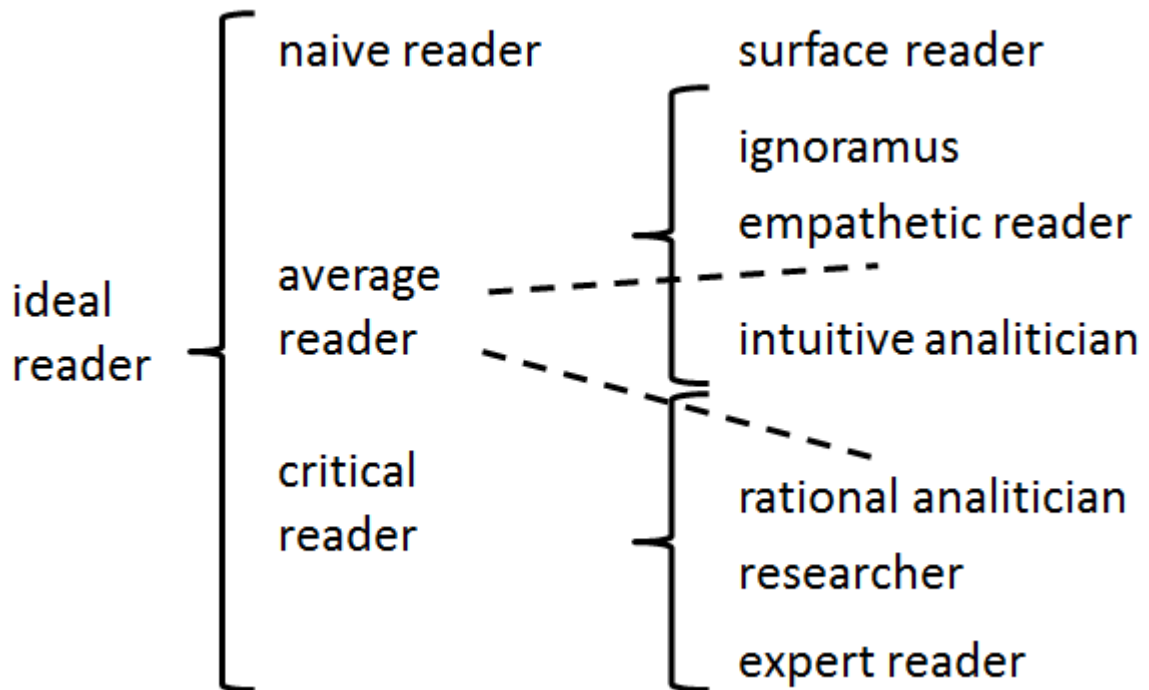 ideal
reader
naive reader
average
reader
critical
reader
surface reader
ignoramus
empathetic reader
intuitive analitician
rational analitician
researcher
expert reader